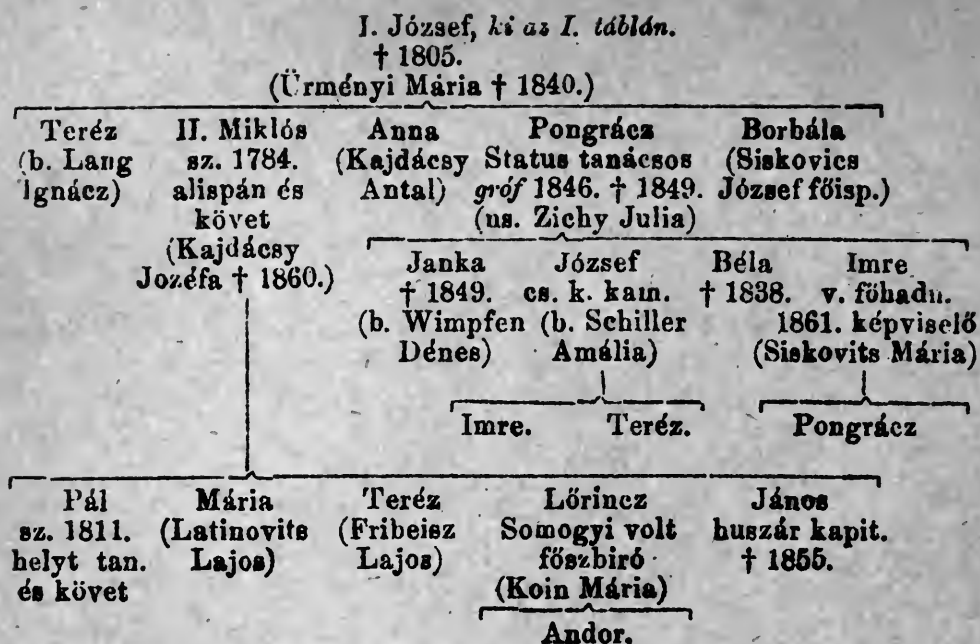 I. József, ki az I. táblán.
† 1805.
(Ürményi Mária † 1840.)
Teréz II. Miklós Anna Pongrácz Borbála
(b. Lang sz. 1784. (Kajdácsy Status tanácsos (Siskovics
Ignácz) alispán és Antal) gróf 1846. † 1849. József főisp.)
követ (us. Zichy Julia)
(Kajdácsy
Jozéfa † 1860.)
Janka József Béla Imre
† 1849. cs. k. kam. † 1838. v. főhadn.
(b. Wimpfen (b. Schiller 1861. képviselő
Dénes) Amália) (Siskovits Mária)
Imre. Teréz. Pongrácz
Pál Mária Teréz Lőrincz János
sz. 1811. (Latinovits (Fribeisz Somogyi volt huszár kapit.
helyt tan. Lajos) Lajos) főszbiró † 1855.
és követ (Koin Mária)
Andor.